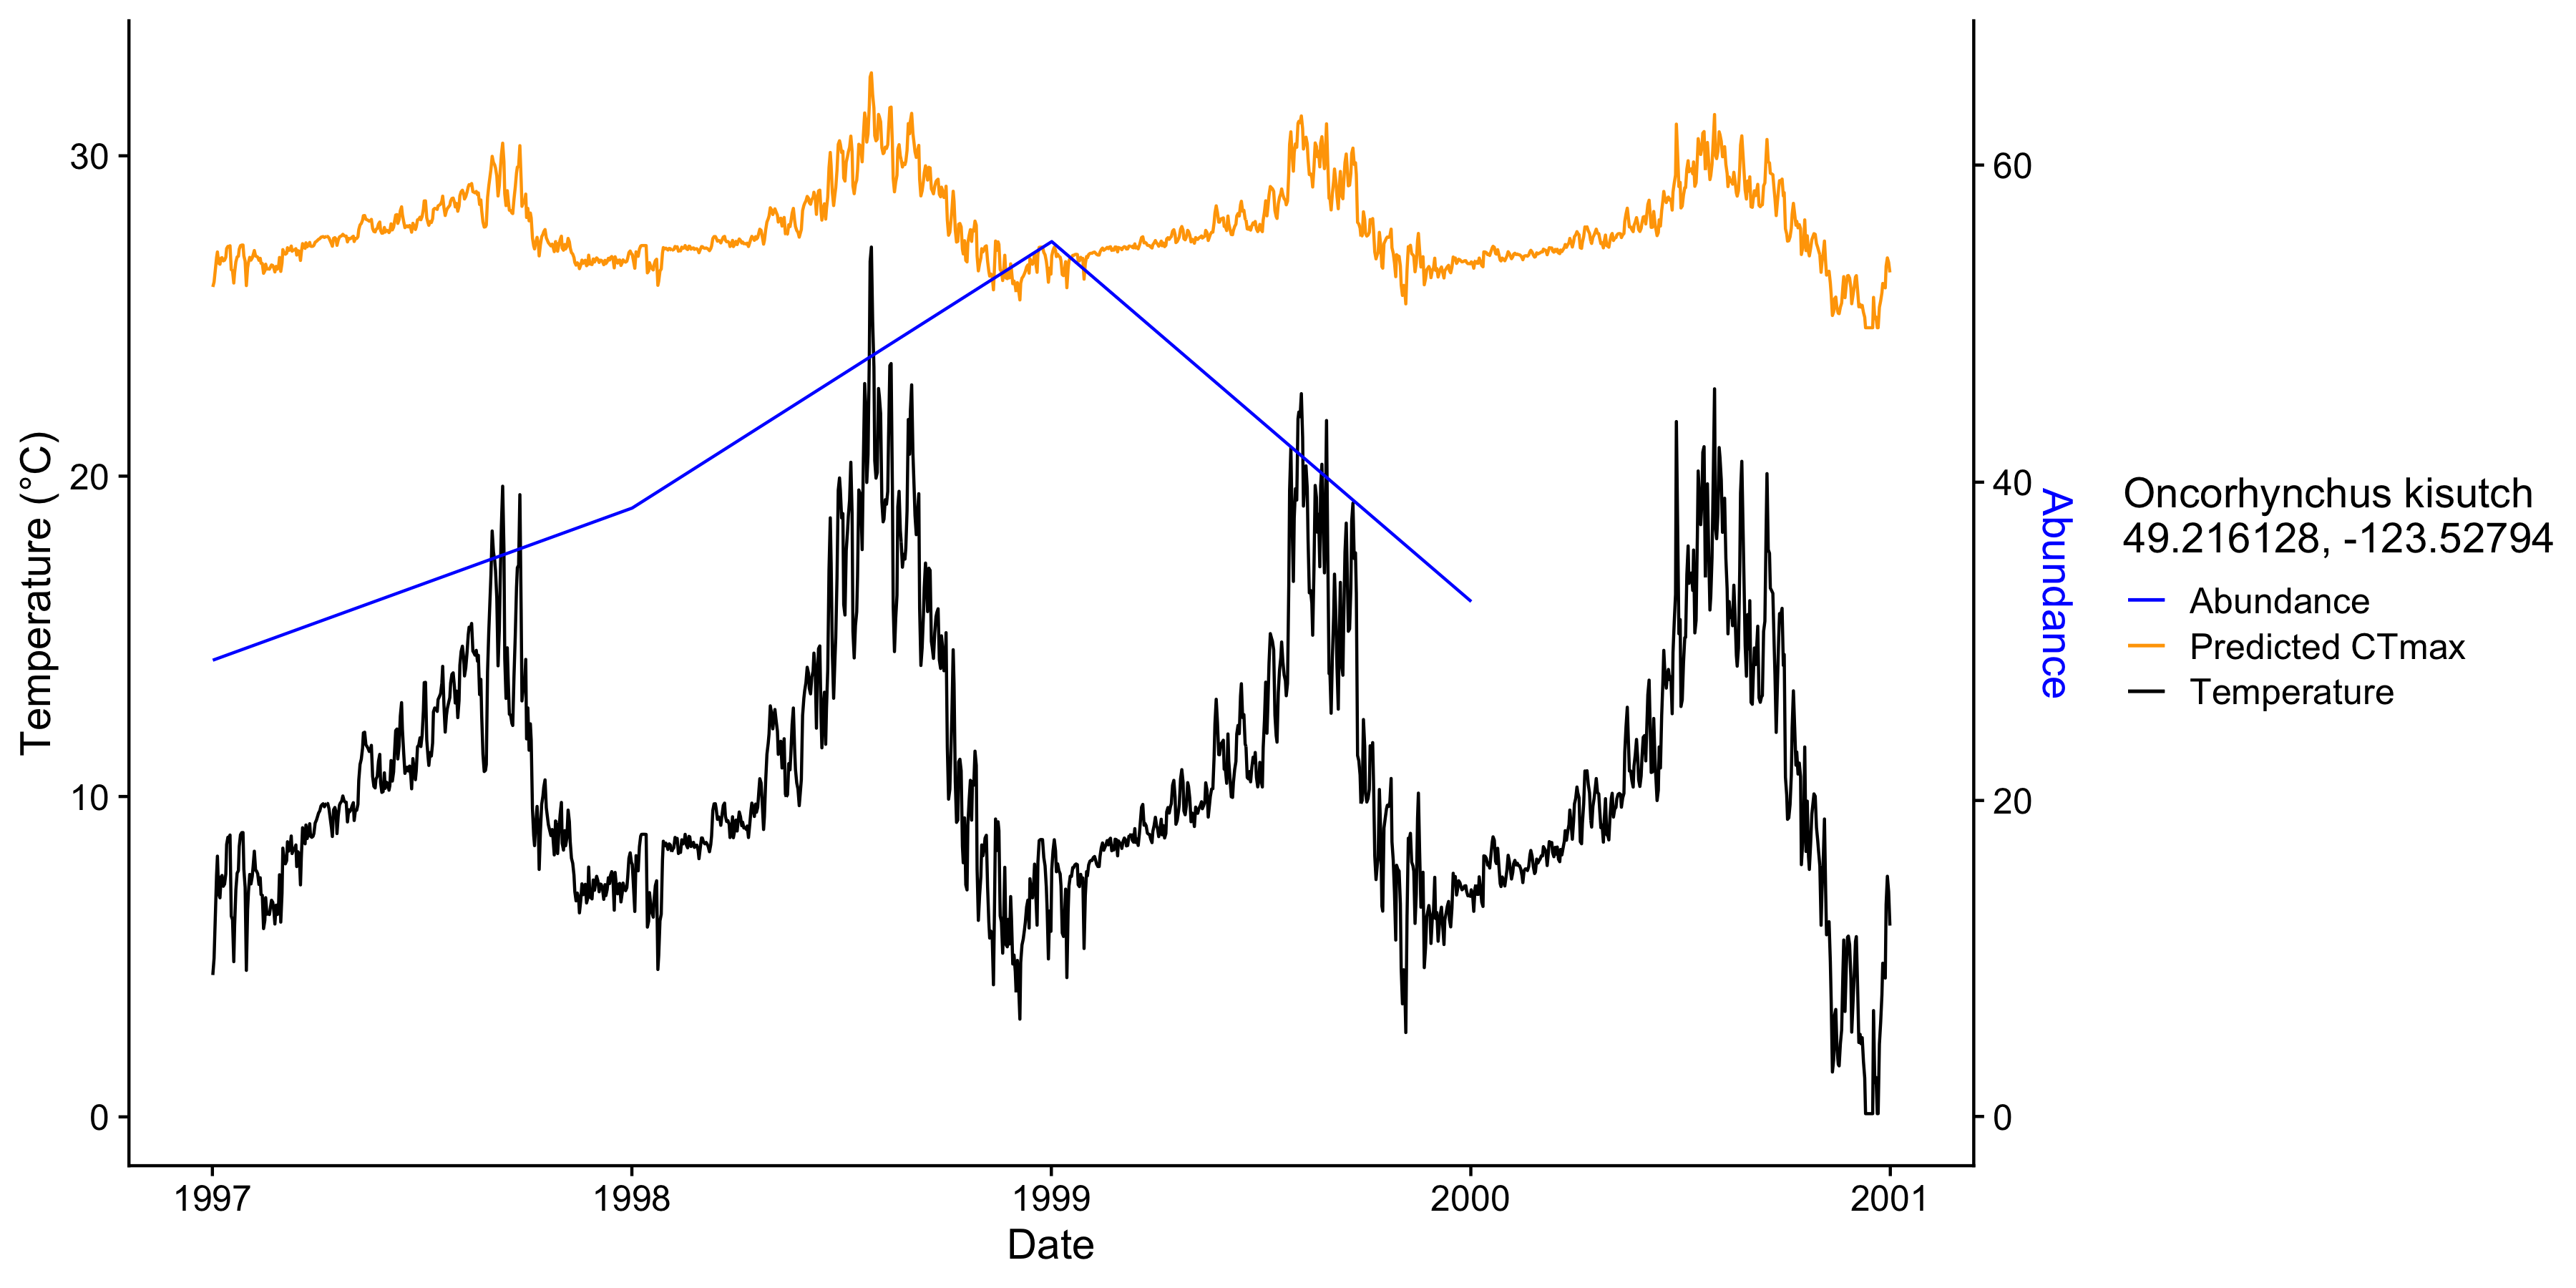 Temperature (°C)
30
20
10
0
1997
1998
1999
2000
2001
Date
60
40
20
0
Abundance
Oncorhynchus kisutch
49.216128, -123.52794
Abundance
Predicted CTmax
Temperature